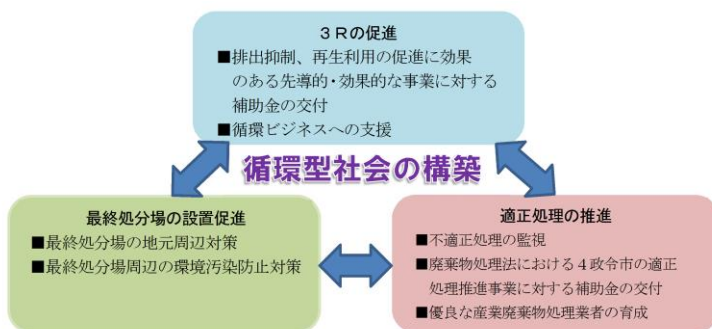 3Rの促進
■排出抑制、再生利用の促進に効果
のある先導的・効果的な事業に対する
補助金の交付
■循環ビジネスへの支援
循環型社会の構築
最終処分場の設置促進
■最終処分場の地元周辺対策
■最終処分場周辺の環境汚染防止対策
適正処理の推進
■不適正処理の監視
■廃棄物処理法における4政令市の適正
処理推進事業に対する補助金の交付
■優良な産業廃棄物処理業者の育成